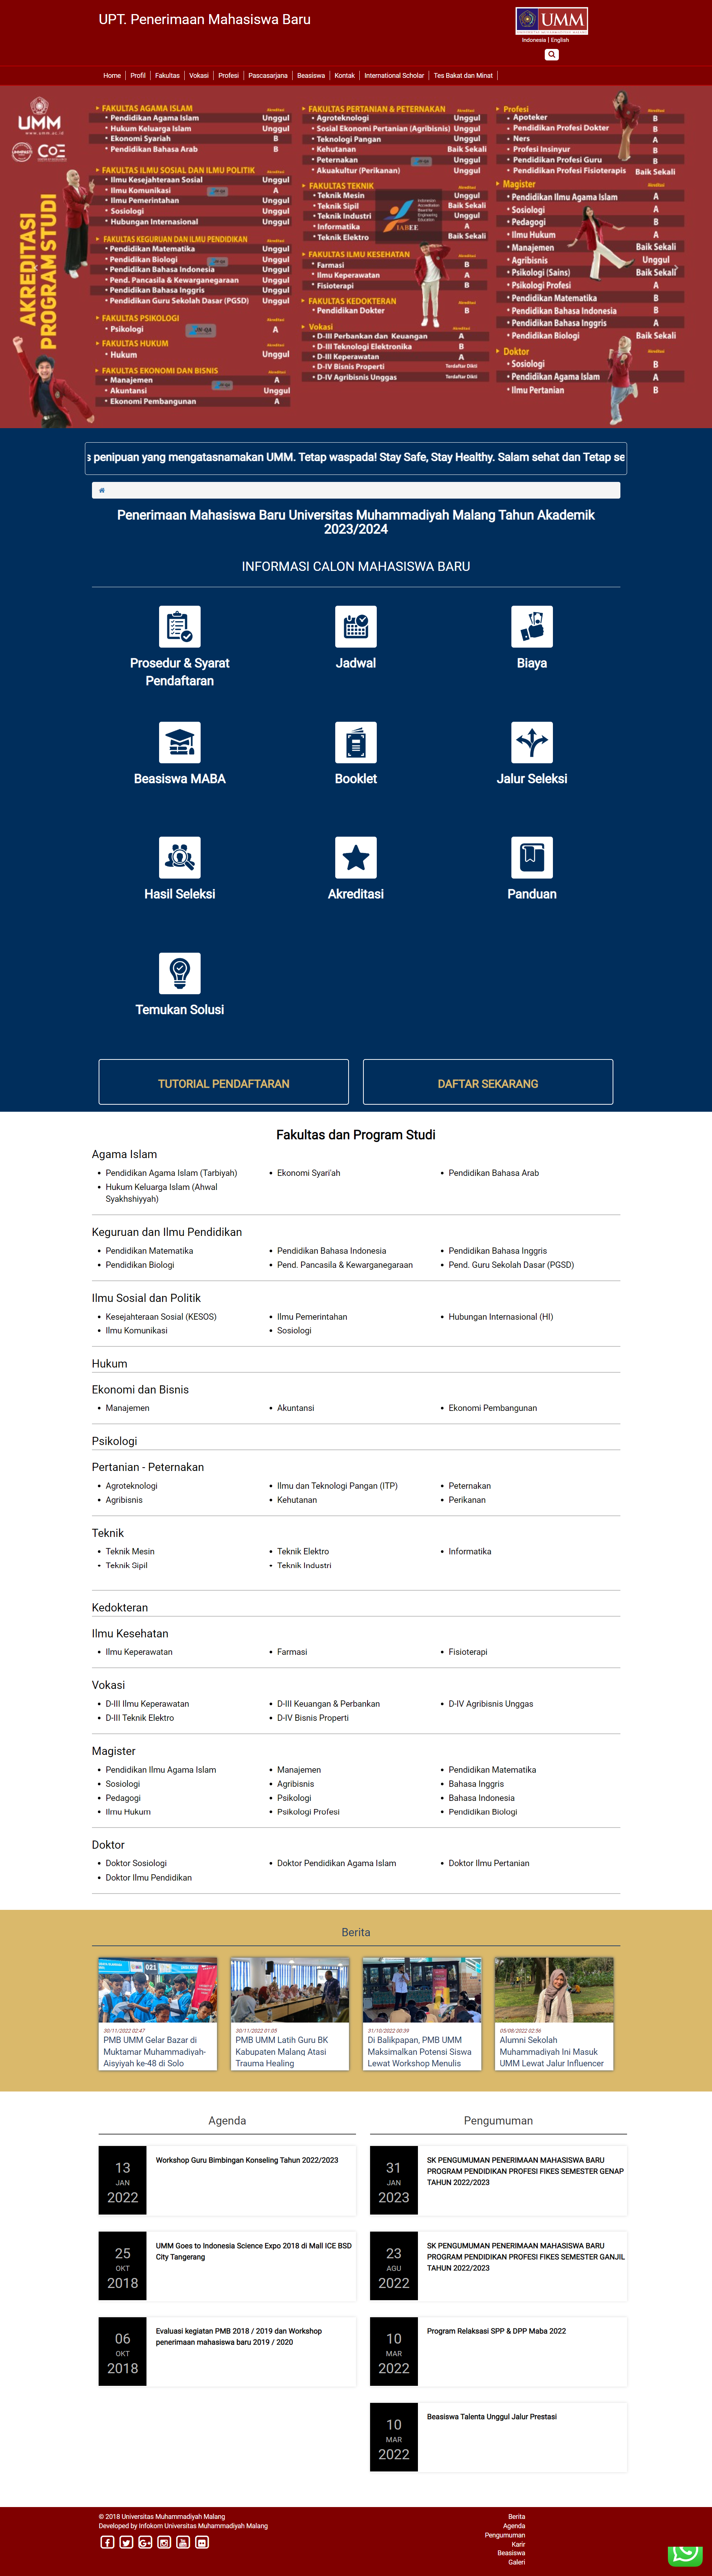 UPT. Penerimaan Mahasiswa Baru
UMM
Indonesia | English
Home
Profil
Fakultas
Vokasi
Profesi
Pascasarjana
Beasiswa
Kontak
International Scholar
Tes Bakat dan Minat
UMM
www.umm.ac.id
AKREDITASI
PROGRAM STUDI
FAKULTAS AGAMA ISLAM
Pendidikan Agama Islam Unggul
Hukum Keluarga Islam Unggul
Ekonomi Syariah B
Pendidikan Bahasa Arab B
FAKULTAS ILMU SOSIAL DAN ILMU POLITIK
Ilmu Kesejahteraan Sosial Unggul
Ilmu Komunikasi A
Ilmu Pemerintahan Unggul
Sosiologi Unggul
Hubungan Internasional Unggul
FAKULTAS KEGURUAN DAN ILMU PENDIDIKAN
Pendidikan Matematika Unggul
Pendidikan Biologi Unggul
Pendidikan Bahasa Indonesia Unggul
Pend. Pancasila & Kewarganegaraan Unggul
Pendidikan Bahasa Inggris Unggul
Pendidikan Guru Sekolah Dasar (PGSD) Unggul
FAKULTAS PSIKOLOGI
Psikologi A
FAKULTAS HUKUM
Hukum Unggul
FAKULTAS EKONOMI DAN BISNIS
Manajemen A
Akuntansi Unggul
Ekonomi Pembangunan A
FAKULTAS PERTANIAN & PETERNAKAN
Agroteknologi Unggul
Sosial Ekonomi Pertanian (Agribisnis) Unggul
Teknologi Pangan Unggul
Kehutanan Baik Sekali
Peternakan Unggul
Akuakultur (Perikanan) Unggul
FAKULTAS TEKNIK
Teknik Mesin Unggul
Teknik Sipil Baik Sekali
Teknik Industri Unggul
Informatika A
Teknik Elektro Baik Sekali
IABEE
FAKULTAS ILMU KESEHATAN
Farmasi B
Ilmu Keperawatan A
Fisioterapi B
FAKULTAS KEDOKTERAN
Pendidikan Dokter B
Vokasi
D-III Perbankan dan Keuangan A
D-III Teknologi Elektronika B
D-III Keperawatan A
D-IV Bisnis Properti Terdaftar Dikti
D-IV Agribisnis Unggas Terdaftar Dikti
Profesi
Apoteker B
Pendidikan Profesi Dokter B
Ners A
Profesi Insinyur B
Pendidikan Profesi Guru B
Pendidikan Profesi Fisioterapis Baik Sekali
Magister
Pendidikan Ilmu Agama Islam A
Sosiologi A
Pedagogi B
Ilmu Hukum A
Manajemen Baik Sekali
Agribisnis Unggul
Psikologi (Sains) Baik Sekali
Psikologi Profesi A
Pendidikan Matematika B
Pendidikan Bahasa Indonesia B
Pendidikan Bahasa Inggris A
Pendidikan Biologi Baik Sekali
Doktor
Sosiologi B
Pendidikan Agama Islam A
Ilmu Pertanian B
s penipuan yang mengatasnamakan UMM. Tetap waspada! Stay Safe, Stay Healthy. Salam sehat dan Tetap se
Penerimaan Mahasiswa Baru Universitas Muhammadiyah Malang Tahun Akademik
2023/2024
INFORMASI CALON MAHASISWA BARU
Prosedur & Syarat
Pendaftaran
Jadwal
Biaya
Beasiswa MABA
Booklet
Jalur Seleksi
Hasil Seleksi
Akreditasi
Panduan
Temukan Solusi
TUTORIAL PENDAFTARAN
DAFTAR SEKARANG
Fakultas dan Program Studi
Agama Islam
Pendidikan Agama Islam (Tarbiyah)
Ekonomi Syari'ah
Pendidikan Bahasa Arab
Hukum Keluarga Islam (Ahwal
Syakhshiyyah)
Keguruan dan Ilmu Pendidikan
Pendidikan Matematika
Pendidikan Bahasa Indonesia
Pendidikan Bahasa Inggris
Pendidikan Biologi
Pend. Pancasila & Kewarganegaraan
Pend. Guru Sekolah Dasar (PGSD)
Ilmu Sosial dan Politik
Kesejahteraan Sosial (KESOS)
Ilmu Pemerintahan
Hubungan Internasional (HI)
Ilmu Komunikasi
Sosiologi
Hukum
Ekonomi dan Bisnis
Manajemen
Akuntansi
Ekonomi Pembangunan
Psikologi
Pertanian - Peternakan
Agroteknologi
Ilmu dan Teknologi Pangan (ITP)
Peternakan
Agribisnis
Kehutanan
Perikanan
Teknik
Teknik Mesin
Teknik Elektro
Informatika
Teknik Sipil
Teknik Industri
Kedokteran
Ilmu Kesehatan
Ilmu Keperawatan
Farmasi
Fisioterapi
Vokasi
D-III Ilmu Keperawatan
D-III Keuangan & Perbankan
D-IV Agribisnis Unggas
D-III Teknik Elektro
D-IV Bisnis Properti
Magister
Pendidikan Ilmu Agama Islam
Manajemen
Pendidikan Matematika
Sosiologi
Agribisnis
Bahasa Inggris
Pedagogi
Psikologi
Bahasa Indonesia
Ilmu Hukum
Psikologi Profesi
Pendidikan Biologi
Doktor
Doktor Sosiologi
Doktor Pendidikan Agama Islam
Doktor Ilmu Pertanian
Doktor Ilmu Pendidikan
Berita
30/11/2022 02:47
PMB UMM Gelar Bazar di
Muktamar Muhammadiyah-
Aisyiyah ke-48 di Solo
30/11/2022 01:05
PMB UMM Latih Guru BK
Kabupaten Malang Atasi
Trauma Healing
31/10/2022 00:39
Di Balikpapan, PMB UMM
Maksimalkan Potensi Siswa
Lewat Workshop Menulis
05/08/2022 02:56
Alumni Sekolah
Muhammadiyah Ini Masuk
UMM Lewat Jalur Influencer
Agenda
13
JAN
2022
Workshop Guru Bimbingan Konseling Tahun 2022/2023
25
OKT
2018
UMM Goes to Indonesia Science Expo 2018 di Mall ICE BSD
City Tangerang
06
OKT
2018
Evaluasi kegiatan PMB 2018 / 2019 dan Workshop
penerimaan mahasiswa baru 2019 / 2020
Pengumuman
31
JAN
2023
SK PENGUMUMAN PENERIMAAN MAHASISWA BARU
PROGRAM PENDIDIKAN PROFESI FIKES SEMESTER GENAP
TAHUN 2022/2023
23
AGU
2022
SK PENGUMUMAN PENERIMAAN MAHASISWA BARU
PROGRAM PENDIDIKAN PROFESI FIKES SEMESTER GANJIL
TAHUN 2022/2023
10
MAR
2022
Program Relaksasi SPP & DPP Maba 2022
10
MAR
2022
Beasiswa Talenta Unggul Jalur Prestasi
© 2018 Universitas Muhammadiyah Malang
Developed by Infokom Universitas Muhammadiyah Malang
Berita
Agenda
Pengumuman
Karir
Beasiswa
Galeri